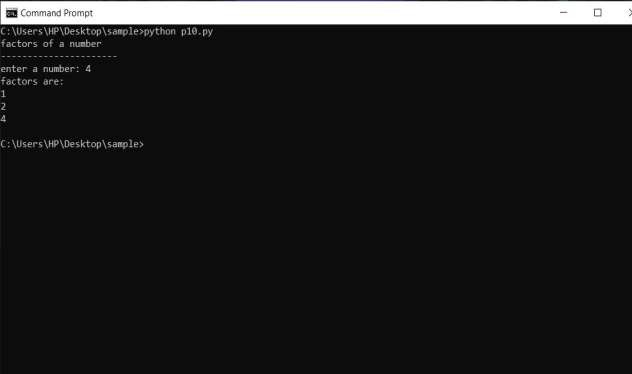 Command Prompt
C:\Users\HP\Desktop\sample>python p10.py
factors of a number
----------------------
enter a number: 4
factors are:
1
2
4
C:\Users\HP\Desktop\sample>